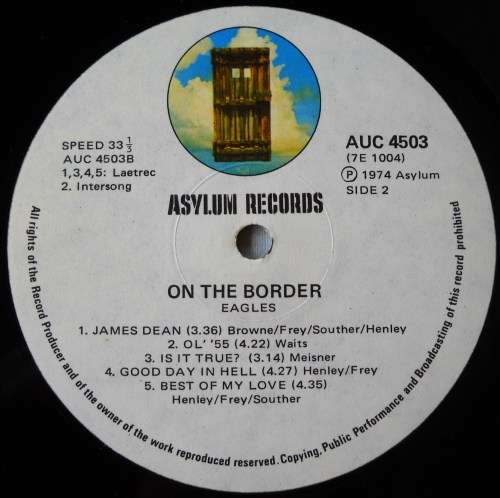 SPEED 33 1/3
AUC 4503B
1,3,4,5: Laetrec
2. Intersong
AUC 4503
(7E 1004)
Ⓟ 1974 Asylum
SIDE 2
ASYLUM RECORDS
ON THE BORDER
EAGLES
1. JAMES DEAN (3.36) Browne/Frey/Souther/Henley
2. OL' '55 (4.22) Waits
3. IS IT TRUE? (3.14) Meisner
4. GOOD DAY IN HELL (4.27) Henley/Frey
5. BEST OF MY LOVE (4.35)
Henley/Frey/Souther
All rights of the Record Producer and of the owner of the work reproduced reserved. Copying, Public Performance and Broadcasting of this record prohibited